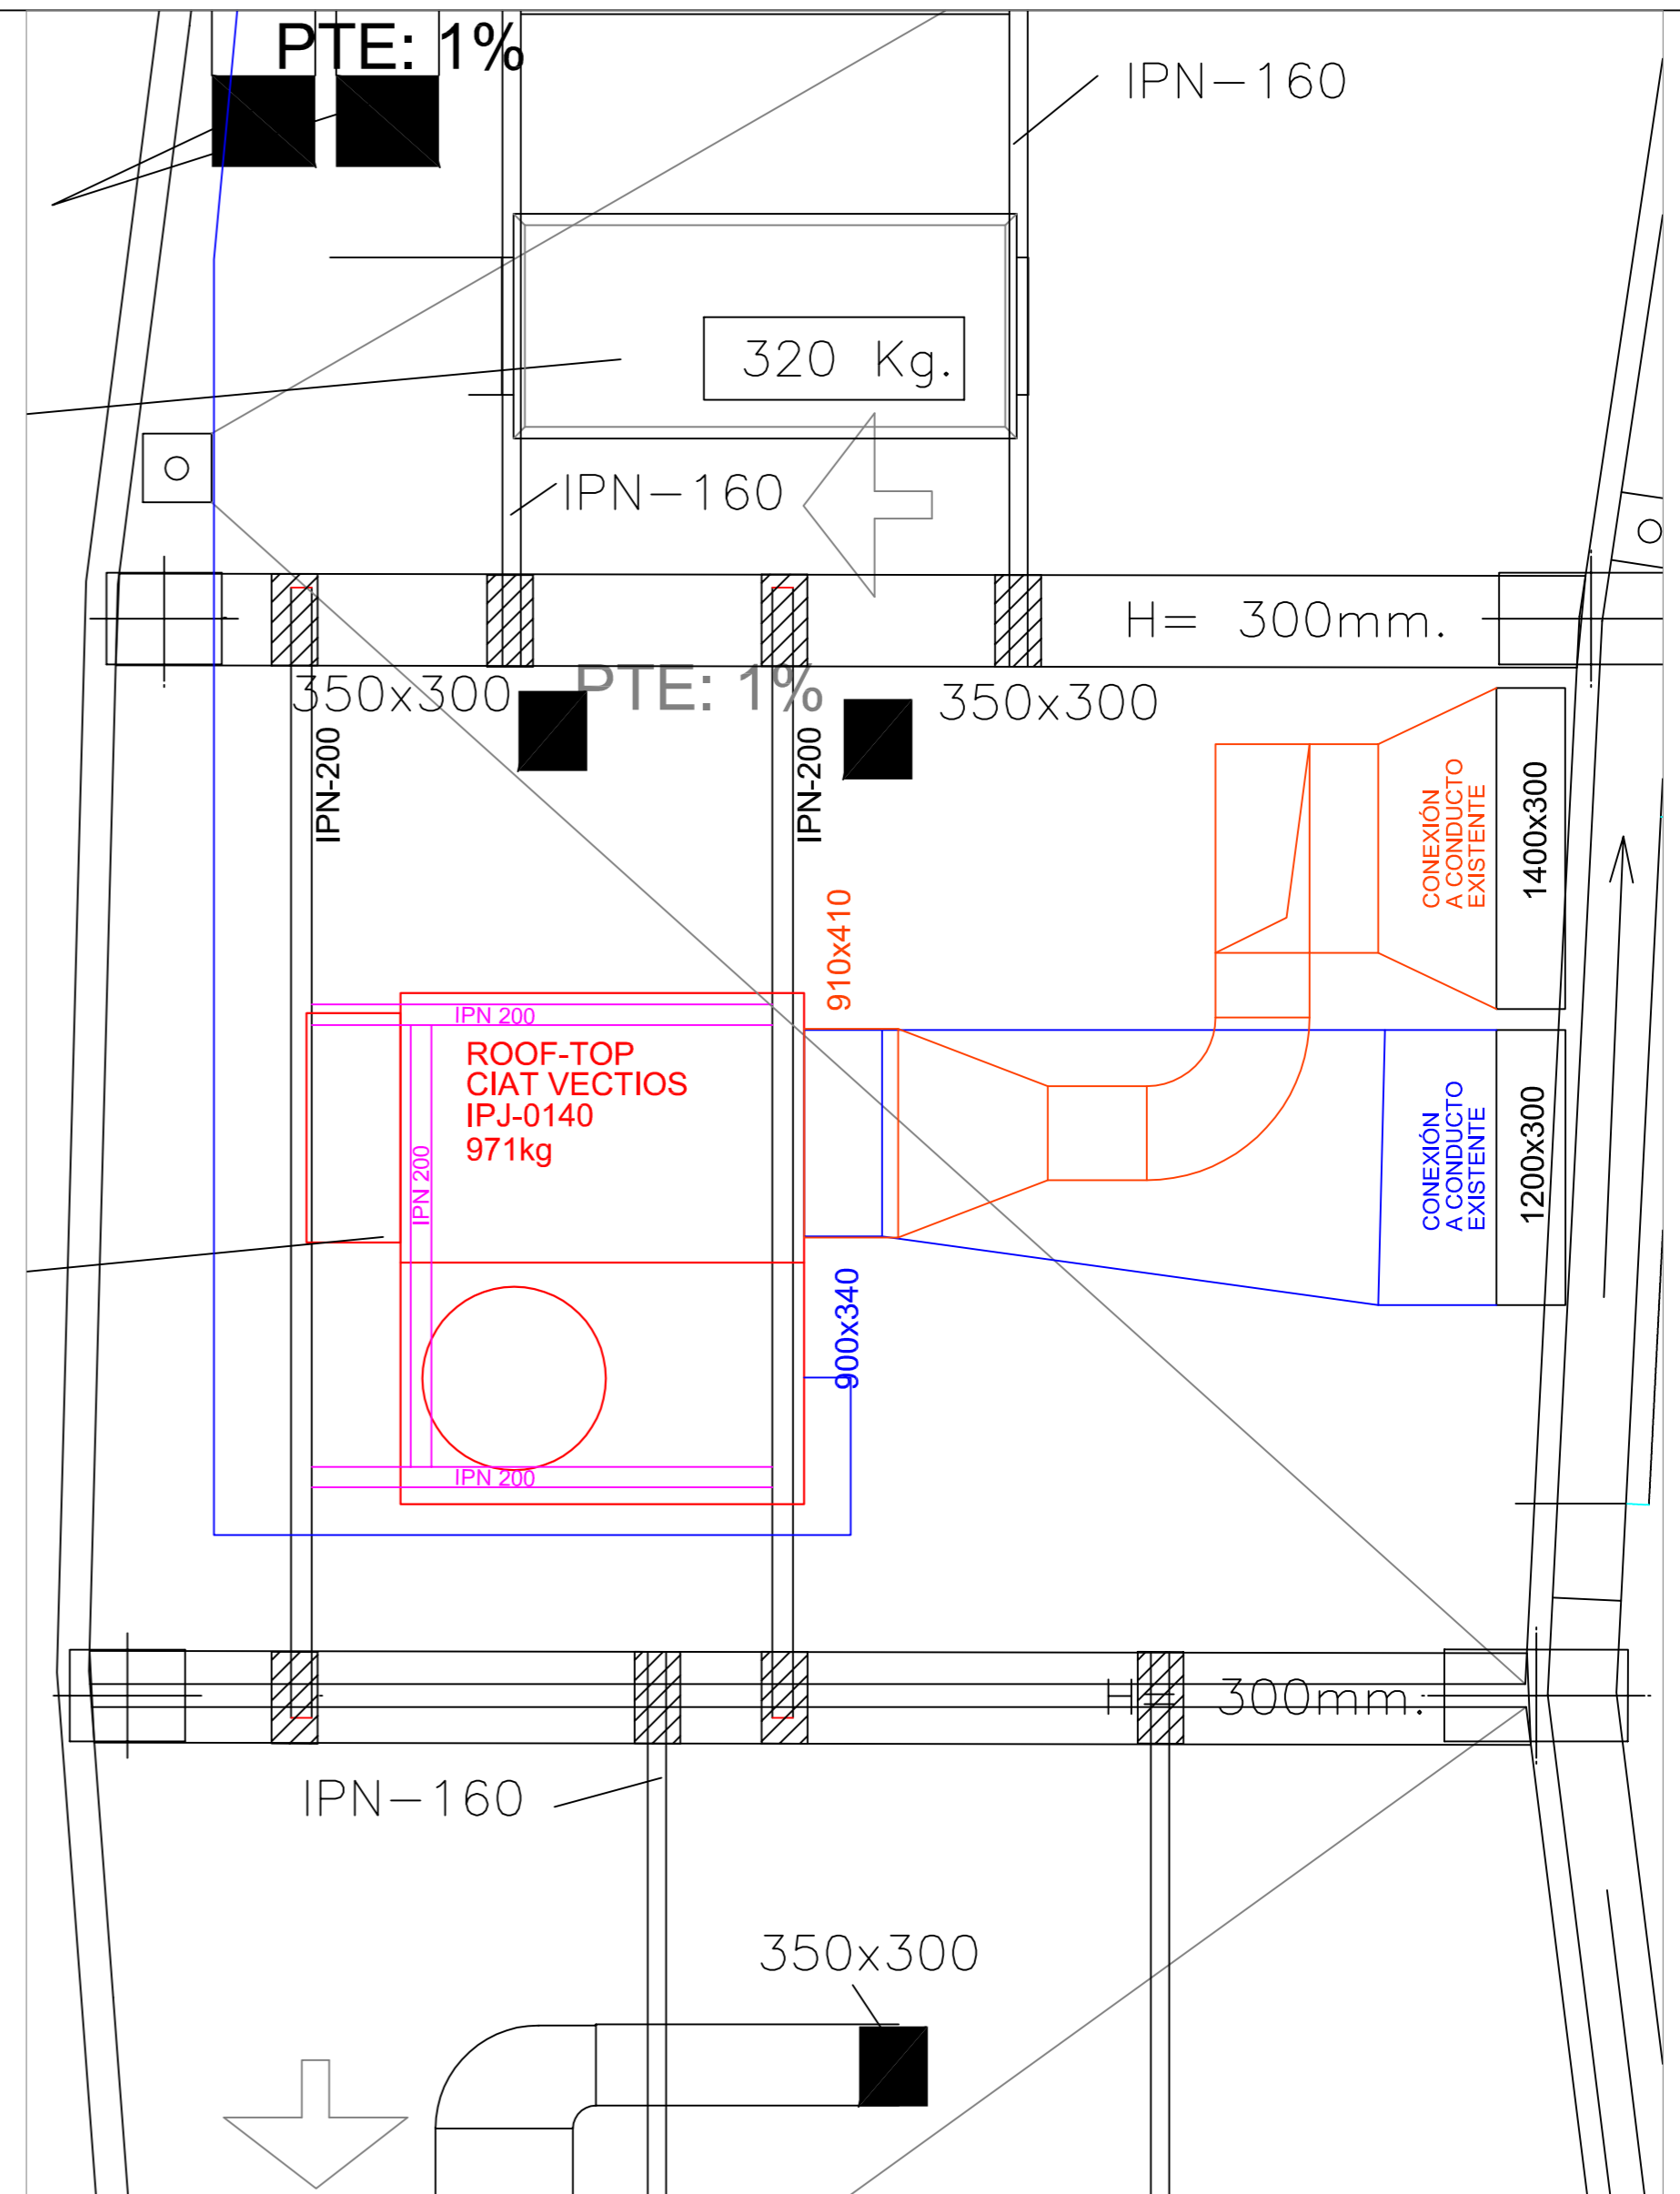 PTE: 1%
IPN-160
320 Kg.
IPN-160
H= 300mm.
350x300
PTE: 1%
350x300
IPN-200
IPN-200
CONEXIÓN
A CONDUCTO
EXISTENTE
1400x300
910x410
IPN 200
ROOF-TOP
CIAT VECTIOS
IPJ-0140
971kg
IPN 200
CONEXIÓN
A CONDUCTO
EXISTENTE
1200x300
900x340
IPN 200
H= 300mm.
IPN-160
350x300